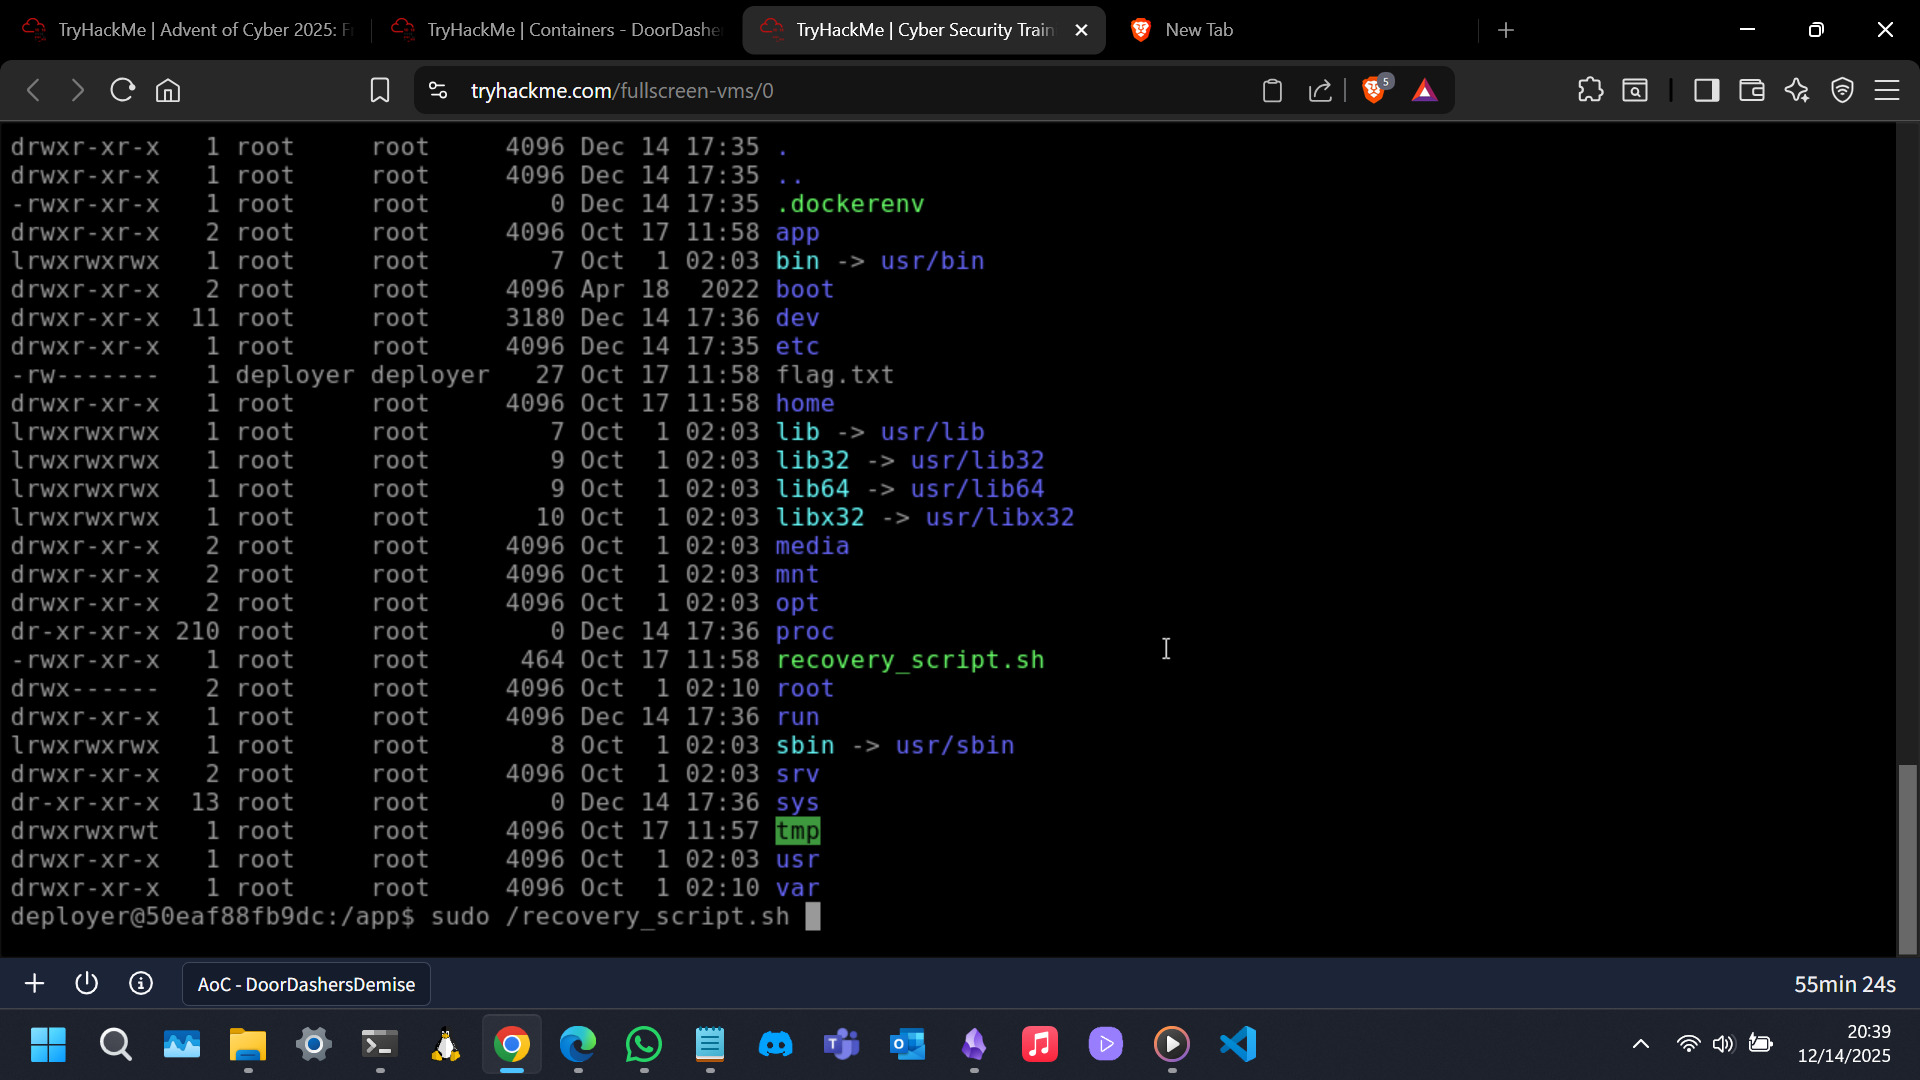 TryHackMe | Advent of Cyber 2025: F
TryHackMe | Containers - DoorDashe
TryHackMe | Cyber Security Train
New Tab
tryhackme.com/fullscreen-vms/0
5
drwxr-xr-x   1 root     root     4096 Dec 14 17:35 .
drwxr-xr-x   1 root     root     4096 Dec 14 17:35 ..
-rwxr-xr-x   1 root     root        0 Dec 14 17:35 .dockerenv
drwxr-xr-x   2 root     root     4096 Oct 17 11:58 app
lrwxrwxrwx   1 root     root        7 Oct  1 02:03 bin -> usr/bin
drwxr-xr-x   2 root     root     4096 Apr 18  2022 boot
drwxr-xr-x  11 root     root     3180 Dec 14 17:36 dev
drwxr-xr-x   1 root     root     4096 Dec 14 17:35 etc
-rw-------   1 deployer deployer   27 Oct 17 11:58 flag.txt
drwxr-xr-x   1 root     root     4096 Oct 17 11:58 home
lrwxrwxrwx   1 root     root        7 Oct  1 02:03 lib -> usr/lib
lrwxrwxrwx   1 root     root        9 Oct  1 02:03 lib32 -> usr/lib32
lrwxrwxrwx   1 root     root        9 Oct  1 02:03 lib64 -> usr/lib64
lrwxrwxrwx   1 root     root       10 Oct  1 02:03 libx32 -> usr/libx32
drwxr-xr-x   2 root     root     4096 Oct  1 02:03 media
drwxr-xr-x   2 root     root     4096 Oct  1 02:03 mnt
drwxr-xr-x   2 root     root     4096 Oct  1 02:03 opt
dr-xr-xr-x 210 root     root        0 Dec 14 17:36 proc
-rwxr-xr-x   1 root     root      464 Oct 17 11:58 recovery_script.sh
drwx------   2 root     root     4096 Oct  1 02:10 root
drwxr-xr-x   1 root     root     4096 Dec 14 17:36 run
lrwxrwxrwx   1 root     root        8 Oct  1 02:03 sbin -> usr/sbin
drwxr-xr-x   2 root     root     4096 Oct  1 02:03 srv
dr-xr-xr-x  13 root     root        0 Dec 14 17:36 sys
drwxrwxrwt   1 root     root     4096 Oct 17 11:57 tmp
drwxr-xr-x   1 root     root     4096 Oct  1 02:03 usr
drwxr-xr-x   1 root     root     4096 Oct  1 02:10 var
deployer@50eaf88fb9dc:/app$ sudo /recovery_script.sh
AoC - DoorDashersDemise
55min 24s
20:39
12/14/2025